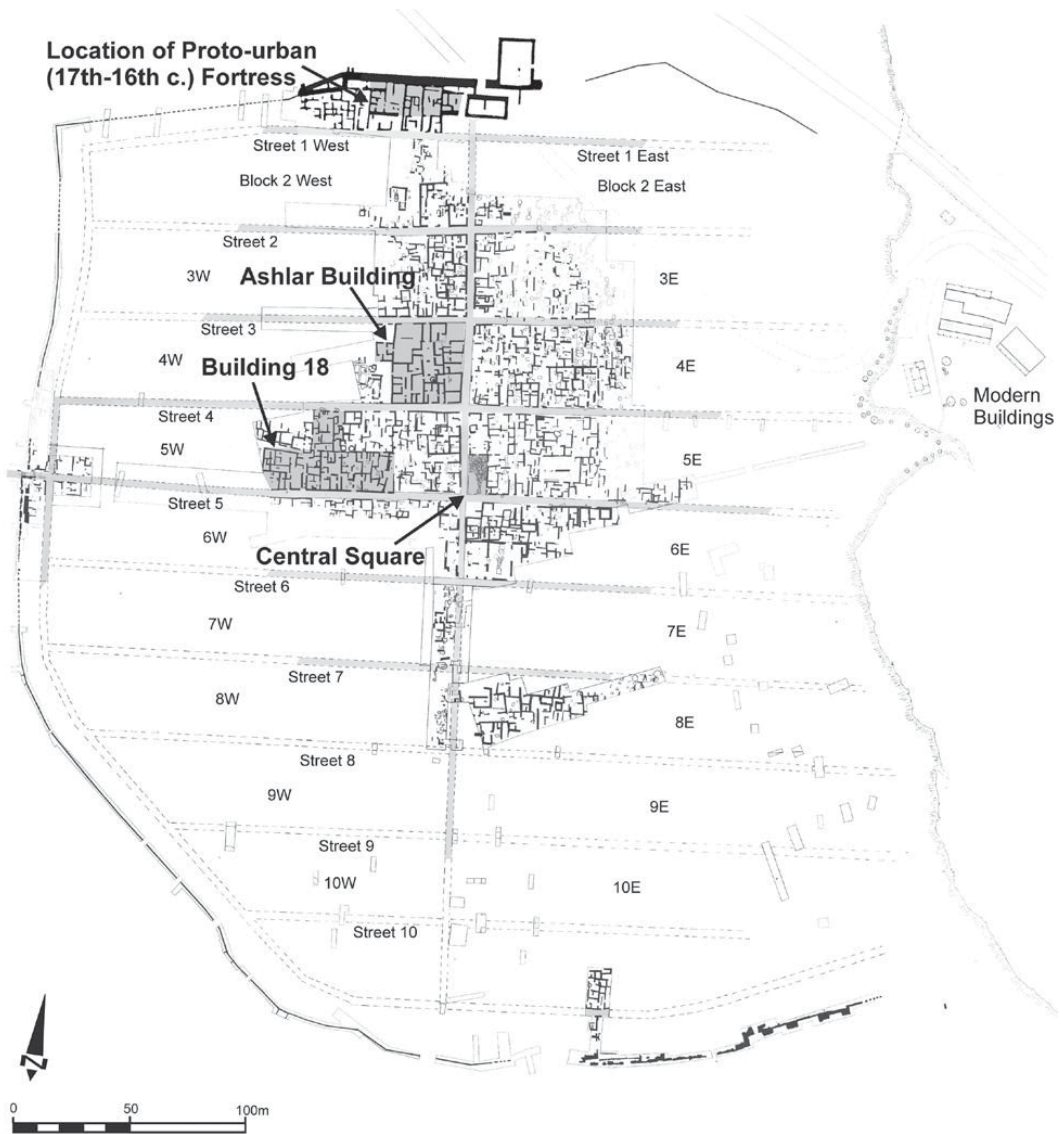 Location of Proto-urban
(17th-16th c.) Fortress
Street 1 West
Street 1 East
Block 2 West
Block 2 East
Street 2
3W
Ashlar Building
3E
Street 3
4W
4E
Building 18
Modern
Buildings
Street 4
5W
5E
Street 5
6W
Central Square
6E
Street 6
7W
7E
Street 7
8W
8E
Street 8
9W
9E
Street 9
10W
10E
Street 10
N
0 50 100m